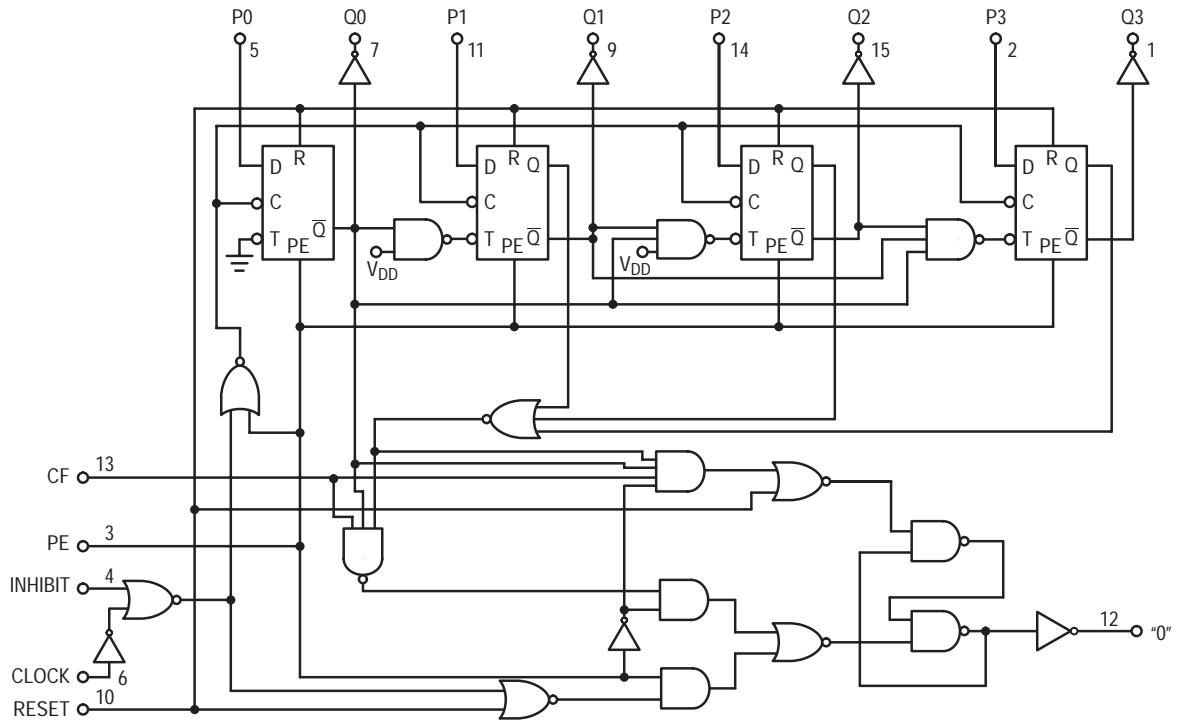 P0 Q0 P1 Q1 P2 Q2 P3 Q3
5 7 11 9 14 15 2 1
R R R R
D D Q D Q D Q
C C C C
T PE Q̅ T PE Q̅ T PE Q̅ T PE Q̅
VDD VDD
CF 13
PE 3
INHIBIT 4
12 "0"
CLOCK 6
RESET 10